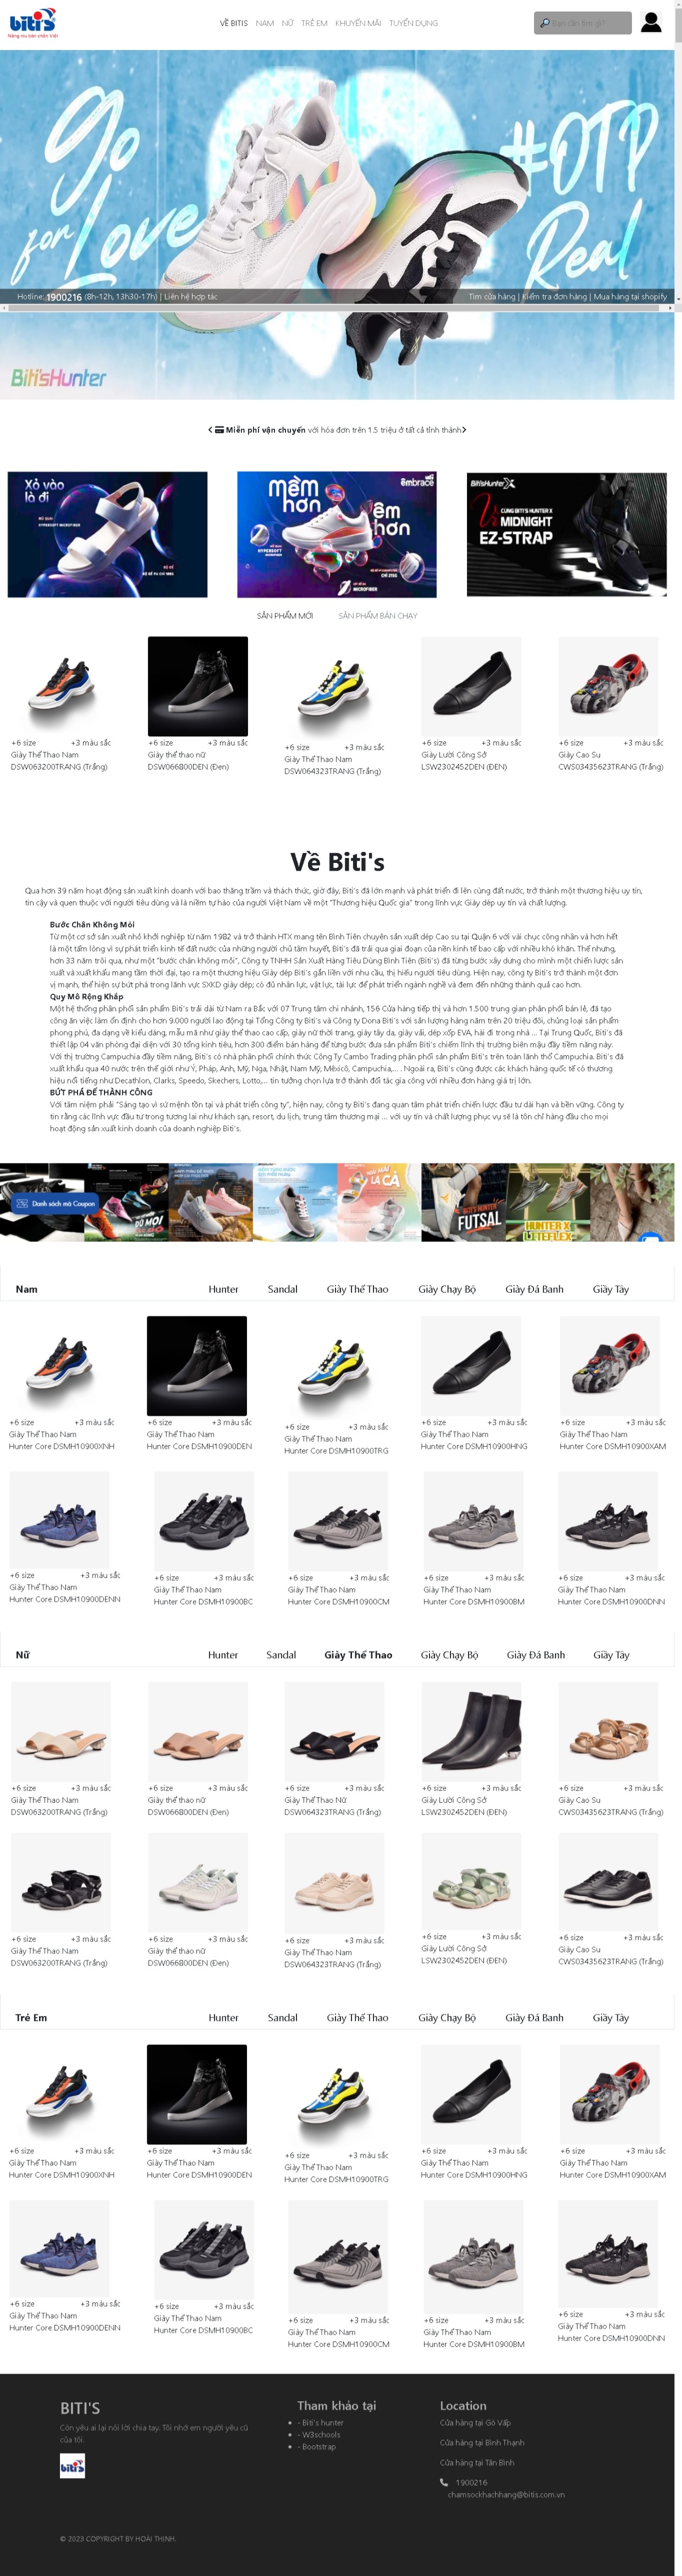 Bitis
Nâng niu bàn chân Việt
VỀ BITIS NAM NỮ TRẺ EM KHUYẾN MÃI TUYỂN DỤNG
Bạn cần tìm gì?
go for Love
#OTP Real
Hotline: 1900216 (8h-12h, 13h30-17h) | Liên hệ hợp tác
Tìm cửa hàng | Kiểm tra đơn hàng | Mua hàng tại shopify
Biti'sHunter
Miễn phí vận chuyển với hóa đơn trên 1.5 triệu ở tất cả tỉnh thành
Xỏ vào
là đi
mềm hơn
êm hơn
embrace
HYPERSOFT MICROFIBER
MICROFIBER
Biti'sHunter X
CÙNG BITI'S HUNTER X
MIDNIGHT
EZ-STRAP
SẢN PHẨM MỚI SẢN PHẨM BÁN CHẠY
+6 size +3 màu sắc
Giày Thể Thao Nam
DSW063200TRANG (Trắng)
+6 size +3 màu sắc
Giày thể thao nữ
DSW066800DEN (Đen)
+6 size +3 màu sắc
Giày Thể Thao Nam
DSW064323TRANG (Trắng)
+6 size +3 màu sắc
Giày Lười Công Sở
LSW2302452DEN (ĐEN)
+6 size +3 màu sắc
Giày Cao Su
CWS03435623TRANG (Trắng)
Về Biti's
Qua hơn 39 năm hoạt động sản xuất kinh doanh với bao thăng trầm và thách thức, giờ đây, Biti's đã lớn mạnh và phát triển đi lên cùng đất nước, trở thành một thương hiệu uy tín,
tin cậy và quen thuộc với người tiêu dùng và là niềm tự hào của người Việt Nam về một "Thương hiệu Quốc gia" trong lĩnh vực Giày dép uy tín và chất lượng.
Bước Chân Không Mỏi
Từ một cơ sở sản xuất nhỏ khởi nghiệp từ năm 1982 và trở thành HTX mang tên Bình Tiên chuyên sản xuất dép Cao su tại Quận 6 với vài chục công nhân và hơn hết
là một tấm lòng vì sự phát triển kinh tế đất nước của những người chủ tâm huyết, Biti's đã trải qua giai đoạn của nền kinh tế bao cấp với nhiều khó khăn. Thế nhưng,
hơn 33 năm trôi qua, như một "bước chân không mỏi", Công ty TNHH Sản Xuất Hàng Tiêu Dùng Bình Tiên (Biti's) đã từng bước xây dựng cho mình một chiến lược sản
xuất và xuất khẩu mang tầm thời đại, tạo ra một thương hiệu Giày dép Biti's gắn liền với nhu cầu, thị hiếu người tiêu dùng. Hiện nay, công ty Biti's trở thành một đơn
vị mạnh, thể hiện sự bứt phá trong lãnh vực SXKD giày dép; có đủ nhân lực, vật lực, tài lực để phát triển ngành nghề và đem đến những thành quả cao hơn.
Quy Mô Rộng Khắp
Một hệ thống phân phối sản phẩm Biti's trải dài từ Nam ra Bắc với 07 Trung tâm chi nhánh, 156 Cửa hàng tiếp thị và hơn 1.500 trung gian phân phối bán lẻ, đã tạo
công ăn việc làm ổn định cho hơn 9.000 người lao động tại Tổng Công ty Biti's và Công ty Dona Biti's với sản lượng hàng năm trên 20 triệu đôi, chủng loại sản phẩm
phong phú, đa dạng về kiểu dáng, mẫu mã như giày thể thao cao cấp, giày nữ thời trang, giày tây da, giày vải, dép xốp EVA, hài đi trong nhà ... Tại Trung Quốc, Biti's đã
thiết lập 04 văn phòng đại diện với 30 tổng kinh tiêu, hơn 300 điểm bán hàng để từng bước đưa sản phẩm Biti's chiếm lĩnh thị trường biên mậu đầy tiềm năng này.
Với thị trường Campuchia đầy tiềm năng, Biti's có nhà phân phối chính thức Công Ty Cambo Trading phân phối sản phẩm Biti's trên toàn lãnh thổ Campuchia. Biti's đã
xuất khẩu qua 40 nước trên thế giới như Ý, Pháp, Anh, Mỹ, Nga, Nhật, Nam Mỹ, Mêxicô, Campuchia,... . Ngoài ra, Biti's cũng được các khách hàng quốc tế có thương
hiệu nổi tiếng như Decathlon, Clarks, Speedo, Skechers, Lotto,... tin tưởng chọn lựa trở thành đối tác gia công với nhiều đơn hàng giá trị lớn.
BỨT PHÁ ĐỂ THÀNH CÔNG
Với tâm niệm phải "Sáng tạo vì sứ mệnh tồn tại và phát triển công ty", hiện nay, công ty Biti's đang quan tâm phát triển chiến lược đầu tư dài hạn và bền vững. Công ty
tin rằng các lĩnh vực đầu tư trong tương lai như khách sạn, resort, du lịch, trung tâm thương mại ... với uy tín và chất lượng phục vụ sẽ là tôn chỉ hàng đầu cho mọi
hoạt động sản xuất kinh doanh của doanh nghiệp Biti's.
Danh sách mã Coupon
ĐỔ MỌI
LÀ CẢ
BITI'S HUNTER
FUTSAL
HUNTER X
LITEFLEX
Nam Hunter Sandal Giày Thể Thao Giày Chạy Bộ Giày Đá Banh Giày Tây
+6 size +3 màu sắc
Giày Thể Thao Nam
Hunter Core DSMH10900XNH
+6 size +3 màu sắc
Giày Thể Thao Nam
Hunter Core DSMH10900DEN
+6 size +3 màu sắc
Giày Thể Thao Nam
Hunter Core DSMH10900TRG
+6 size +3 màu sắc
Giày Thể Thao Nam
Hunter Core DSMH10900HNG
+6 size +3 màu sắc
Giày Thể Thao Nam
Hunter Core DSMH10900XAM
+6 size +3 màu sắc
Giày Thể Thao Nam
Hunter Core DSMH10900DENN
+6 size +3 màu sắc
Giày Thể Thao Nam
Hunter Core DSMH10900BC
+6 size +3 màu sắc
Giày Thể Thao Nam
Hunter Core DSMH10900CM
+6 size +3 màu sắc
Giày Thể Thao Nam
Hunter Core DSMH10900BM
+6 size +3 màu sắc
Giày Thể Thao Nam
Hunter Core DSMH10900DNN
Nữ Hunter Sandal Giày Thể Thao Giày Chạy Bộ Giày Đá Banh Giày Tây
+6 size +3 màu sắc
Giày Thể Thao Nam
DSW063200TRANG (Trắng)
+6 size +3 màu sắc
Giày thể thao nữ
DSW066800DEN (Đen)
+6 size +3 màu sắc
Giày Thể Thao Nữ
DSW064323TRANG (Trắng)
+6 size +3 màu sắc
Giày Lười Công Sở
LSW2302452DEN (ĐEN)
+6 size +3 màu sắc
Giày Cao Su
CWS03435623TRANG (Trắng)
+6 size +3 màu sắc
Giày Thể Thao Nam
DSW063200TRANG (Trắng)
+6 size +3 màu sắc
Giày thể thao nữ
DSW066800DEN (Đen)
+6 size +3 màu sắc
Giày Thể Thao Nam
DSW064323TRANG (Trắng)
+6 size +3 màu sắc
Giày Lười Công Sở
LSW2302452DEN (ĐEN)
+6 size +3 màu sắc
Giày Cao Su
CWS03435623TRANG (Trắng)
Trẻ Em Hunter Sandal Giày Thể Thao Giày Chạy Bộ Giày Đá Banh Giày Tây
+6 size +3 màu sắc
Giày Thể Thao Nam
Hunter Core DSMH10900XNH
+6 size +3 màu sắc
Giày Thể Thao Nam
Hunter Core DSMH10900DEN
+6 size +3 màu sắc
Giày Thể Thao Nam
Hunter Core DSMH10900TRG
+6 size +3 màu sắc
Giày Thể Thao Nam
Hunter Core DSMH10900HNG
+6 size +3 màu sắc
Giày Thể Thao Nam
Hunter Core DSMH10900XAM
+6 size +3 màu sắc
Giày Thể Thao Nam
Hunter Core DSMH10900DENN
+6 size +3 màu sắc
Giày Thể Thao Nam
Hunter Core DSMH10900BC
+6 size +3 màu sắc
Giày Thể Thao Nam
Hunter Core DSMH10900CM
+6 size +3 màu sắc
Giày Thể Thao Nam
Hunter Core DSMH10900BM
+6 size +3 màu sắc
Giày Thể Thao Nam
Hunter Core DSMH10900DNN
BITI'S
Còn yêu ai lại nói lời chia tay. Tôi nhớ em người yêu cũ
của tôi.
Bitis
Tham khảo tại
- Biti's hunter
- W3schools
- Bootstrap
Location
Cửa hàng tại Gò Vấp
Cửa hàng tại Bình Thạnh
Cửa hàng tại Tân Bình
1900216
chamsockhachhang@bitis.com.vn
© 2023 COPYRIGHT BY HOÀI THỊNH.